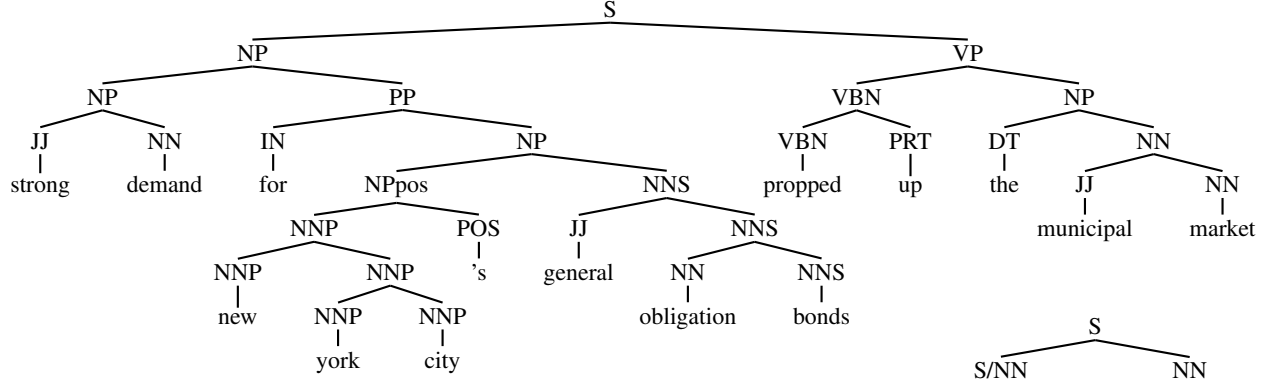 S
NP VP
NP PP VBN NP
JJ NN IN NP VBN PRT DT NN
strong demand for NPpos NNS propped up the JJ NN
NNP POS JJ NNS municipal market
NNP NNP 's general NN NNS
new NNP NNP obligation bonds S
york city S/NN NN